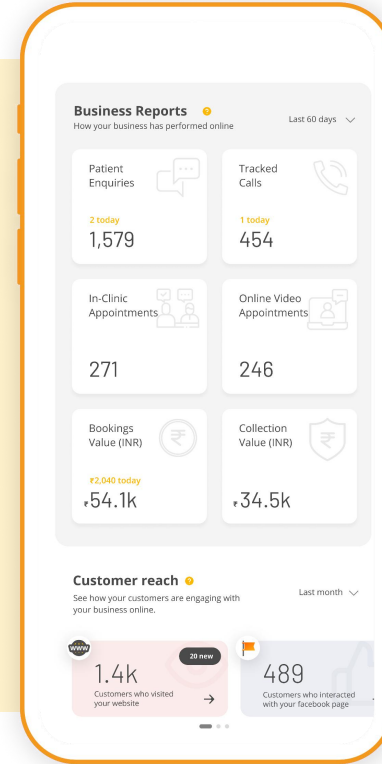 Business Reports ?
Last 60 days
How your business has performed online
Patient
Enquiries
2 today
1,579
Tracked
Calls
1 today
454
In-Clinic
Appointments
271
Online Video
Appointments
246
Bookings
Value (INR)
₹2,040 today
₹54.1k
Collection
Value (INR)
₹34.5k
Customer reach ?
Last month
See how your customers are engaging with
your business online.
www
20 new
1.4k
Customers who visited
your website
489
Customers who interacted
with your facebook page